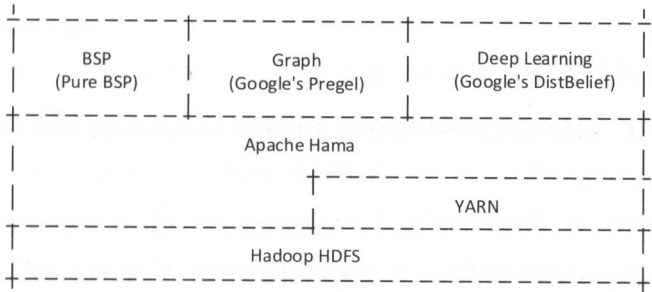 BSP
(Pure BSP)
Graph
(Google's Pregel)
Deep Learning
(Google's DistBelief)
Apache Hama
YARN
Hadoop HDFS